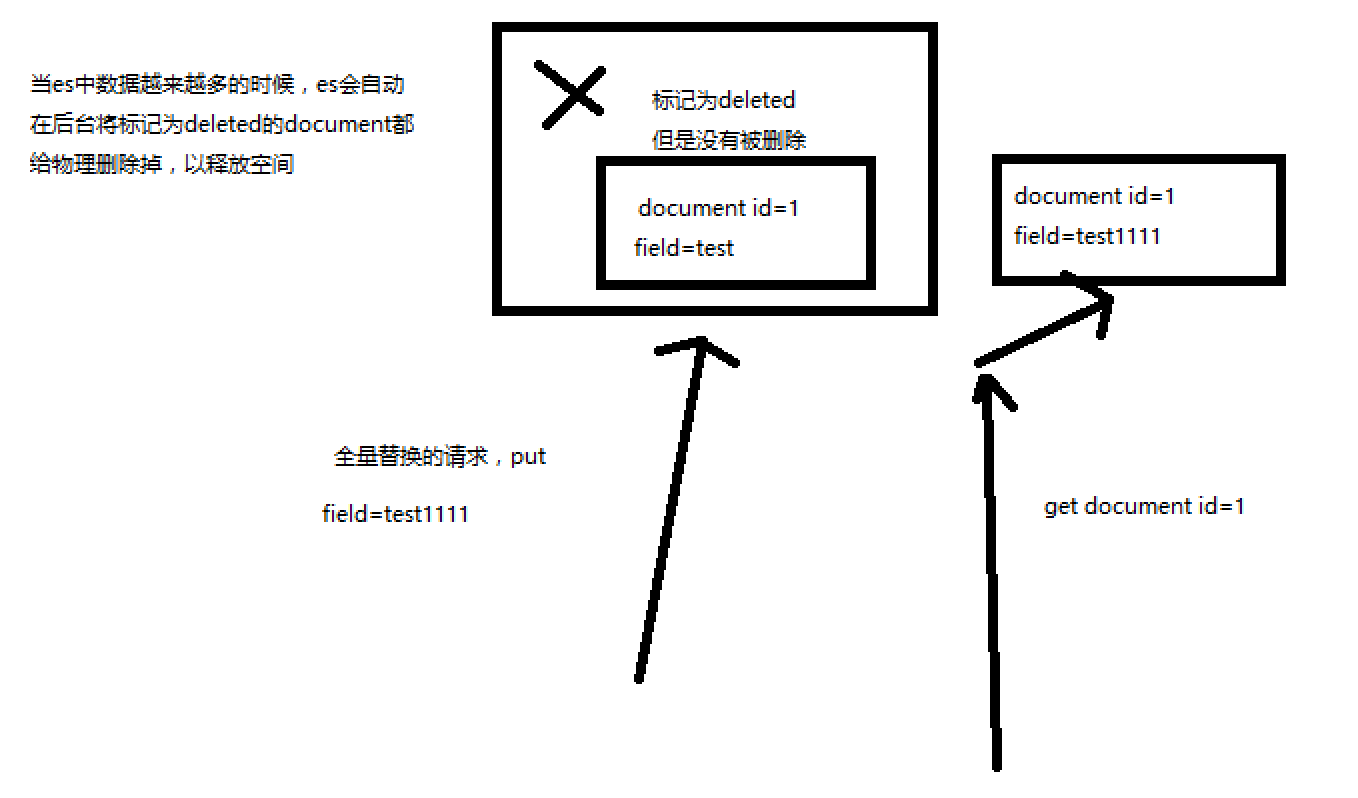 当es中数据越来越多的时候，es会自动
在后台将标记为deleted的document都
给物理删除掉，以释放空间
标记为deleted
但是没有被删除
document id=1
field=test
document id=1
field=test1111
全量替换的请求，put
field=test1111
get document id=1